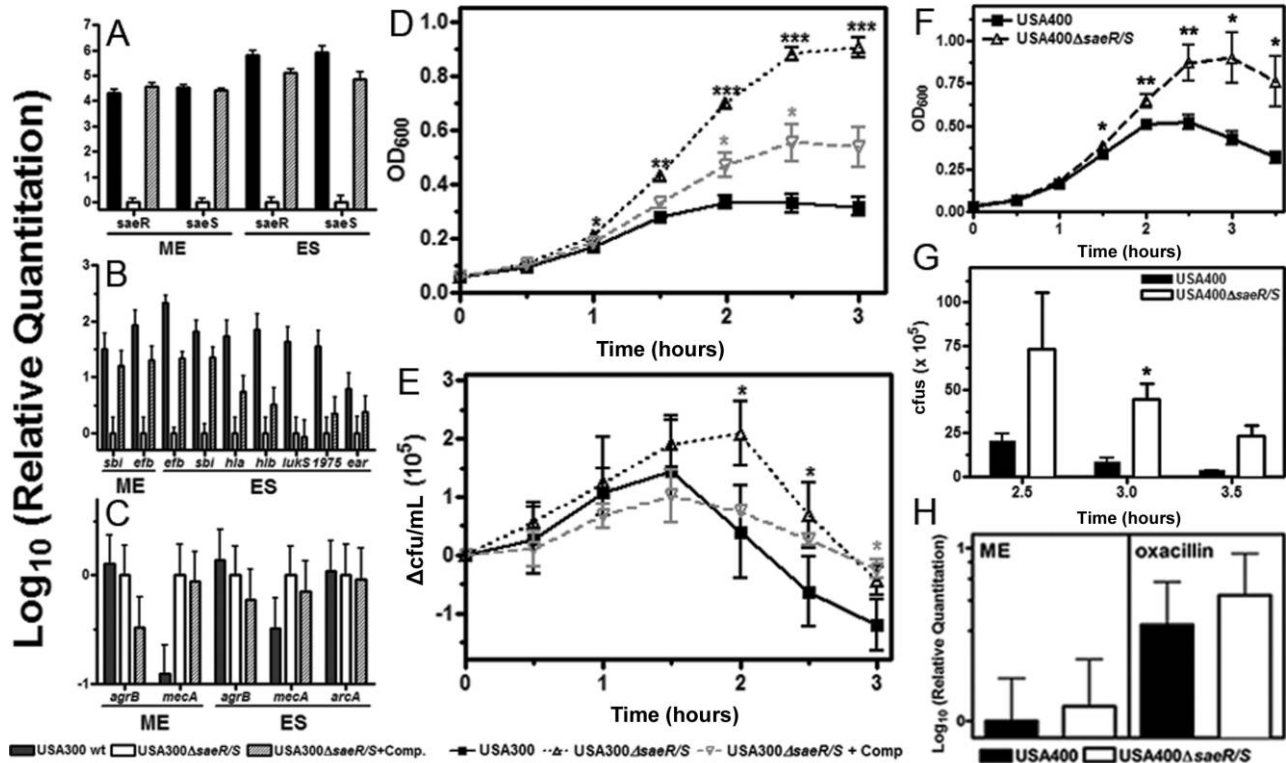 Log10 (Relative Quantitation)
A
7
6
5
4
3
2
1
0
saeR saeS saeR saeS
ME ES
B
3
2
1
0
sbi efb efb sbi hla hlb lukS 1975 ear
ME ES
C
0
-1
agrB mecA agrB mecA arcA
ME ES
USA300 wt USA300ΔsaeR/S USA300ΔsaeR/S+Comp.
D
OD600
1.0
0.8
0.6
0.4
0.2
0.0
* ** *** *** ***
* *
0 1 2 3
Time (hours)
E
Δcfu/mL (10^5)
3
2
1
0
-1
* * *
0 1 2 3
Time (hours)
USA300 USA300ΔsaeR/S USA300ΔsaeR/S + Comp
F
USA400
USA400ΔsaeR/S
OD600
1.00
0.75
0.50
0.25
0.00
* ** ** * *
0 1 2 3
Time (hours)
G
USA400
USA400ΔsaeR/S
cfus (x 10^5)
100
75
50
25
0
*
2.5 3.0 3.5
Time (hours)
H
ME oxacillin
Log10 (Relative Quantitation)
1
0
USA400 USA400ΔsaeR/S